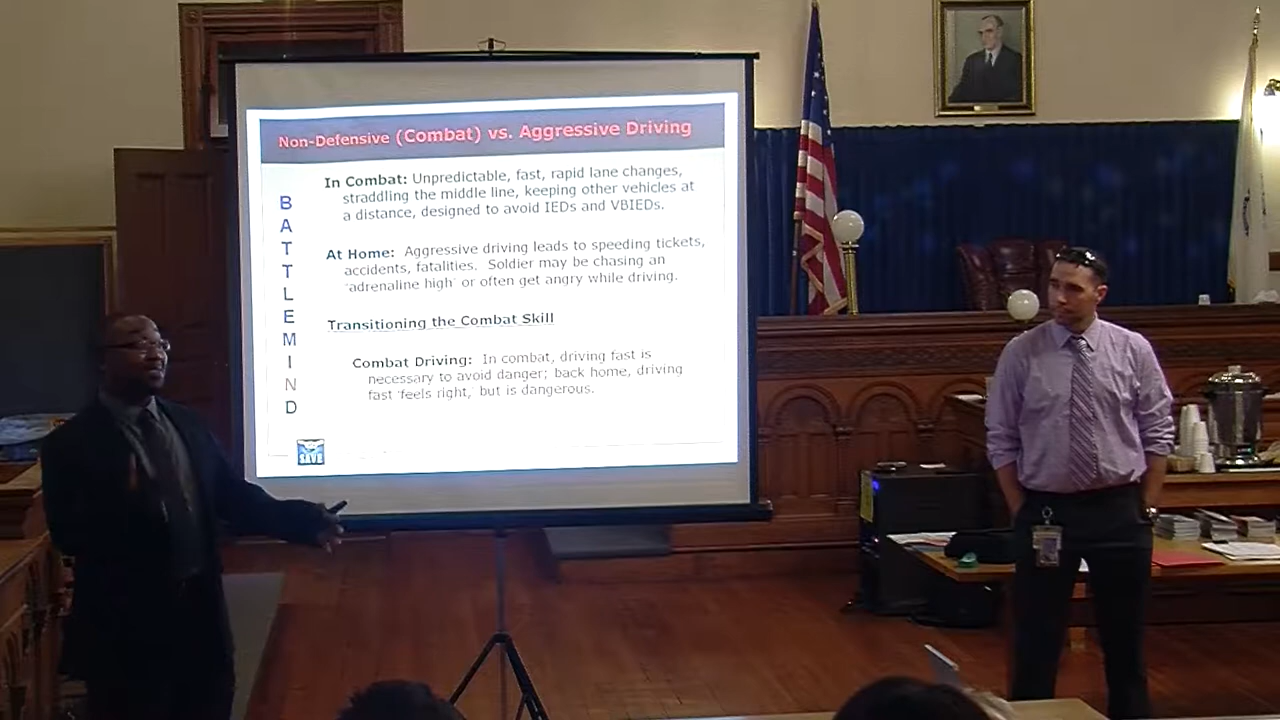 Non-Defensive (Combat) vs. Aggressive Driving
BATTLEMIND
In Combat: Unpredictable, fast, rapid lane changes,
straddling the middle line, keeping other vehicles at
a distance, designed to avoid IEDs and VBIEDs.
At Home: Aggressive driving leads to speeding tickets,
accidents, fatalities. Soldier may be chasing an
'adrenaline high' or often get angry while driving.
Transitioning the Combat Skill
Combat Driving: In combat, driving fast is
necessary to avoid danger; back home, driving
fast 'feels right,' but is dangerous.
SAVE